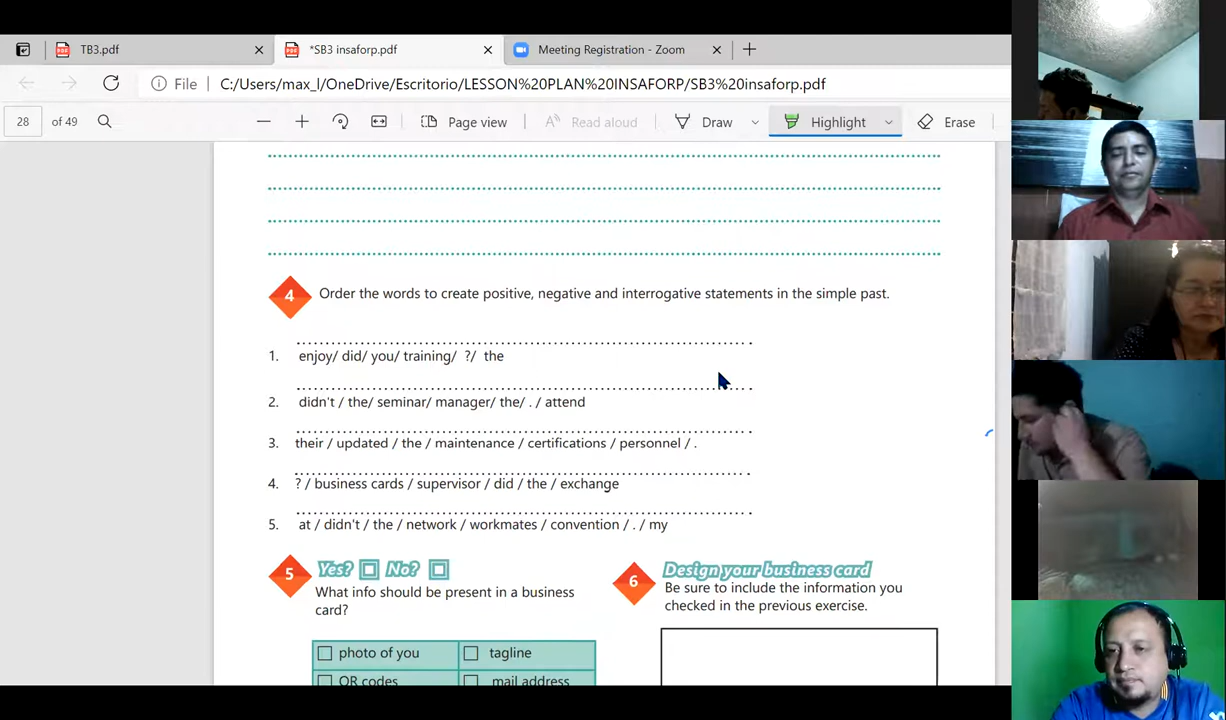 TB3.pdf
*SB3 insaforp.pdf
Meeting Registration - Zoom
File
C:/Users/max_l/OneDrive/Escritorio/LESSON%20PLAN%20INSAFORP/SB3%20insaforp.pdf
28 of 49
Page view
Read aloud
Draw
Highlight
Erase
4
Order the words to create positive, negative and interrogative statements in the simple past.
1. enjoy/ did/ you/ training/ ?/ the
2. didn't / the/ seminar/ manager/ the/ . / attend
3. their / updated / the / maintenance / certifications / personnel / .
4. ? / business cards / supervisor / did / the / exchange
5. at / didn't / the / network / workmates / convention / . / my
5
Yes? No?
What info should be present in a business
card?
photo of you
tagline
QR codes
mail address
6
Design your business card
Be sure to include the information you
checked in the previous exercise.